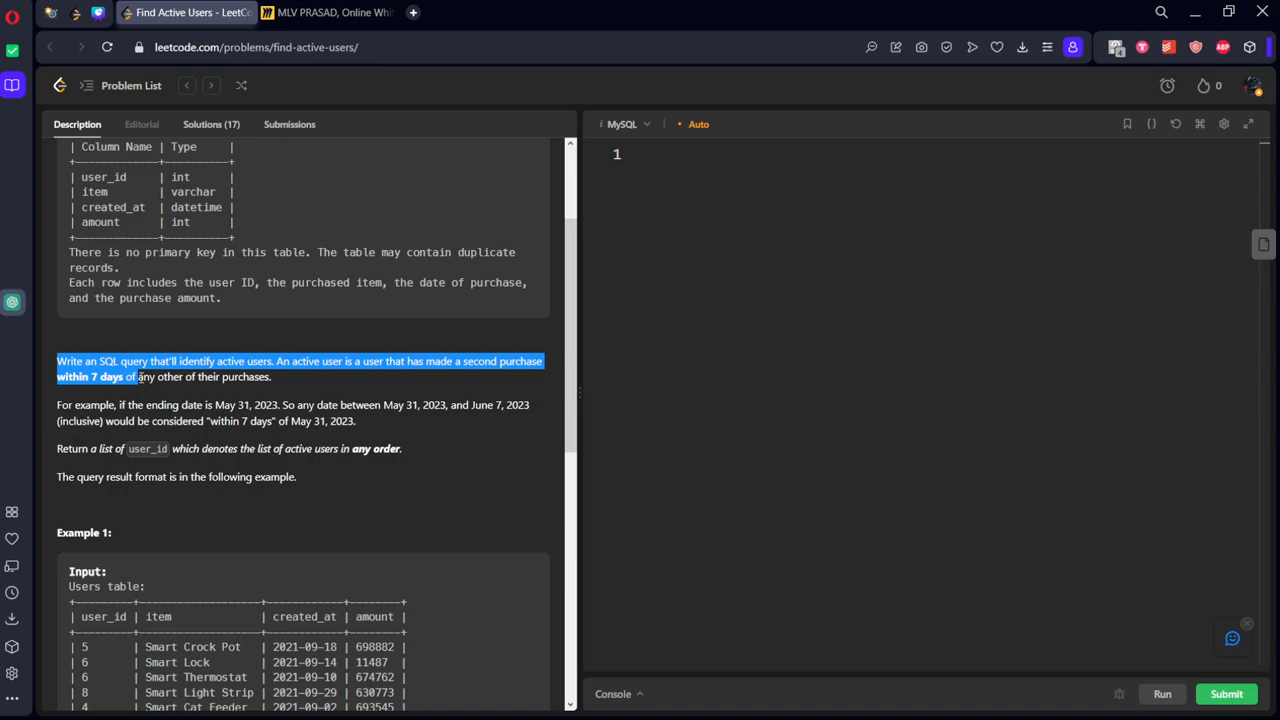 Find Active Users - LeetCo
MLV PRASAD, Online Whi
leetcode.com/problems/find-active-users/
4
ABP
Problem List
0
Description
Editorial
Solutions (17)
Submissions
i MySQL
• Auto
| Column Name | Type |
+-------------+----------+
| user_id | int |
| item | varchar |
| created_at | datetime |
| amount | int |
+-------------+----------+
There is no primary key in this table. The table may contain duplicate
records.
Each row includes the user ID, the purchased item, the date of purchase,
and the purchase amount.
Write an SQL query that'll identify active users. An active user is a user that has made a second purchase
within 7 days of any other of their purchases.
For example, if the ending date is May 31, 2023. So any date between May 31, 2023, and June 7, 2023
(inclusive) would be considered "within 7 days" of May 31, 2023.
Return a list of user_id which denotes the list of active users in any order.
The query result format is in the following example.
Example 1:
Input:
Users table:
+---------+--------------------+------------+--------+
| user_id | item | created_at | amount |
+---------+--------------------+------------+--------+
| 5 | Smart Crock Pot | 2021-09-18 | 698882 |
| 6 | Smart Lock | 2021-09-14 | 11487 |
| 6 | Smart Thermostat | 2021-09-10 | 674762 |
| 8 | Smart Light Strip | 2021-09-29 | 630773 |
| 4 | Smart Cat Feeder | 2021-09-02 | 693545 |
1
Console
Run
Submit